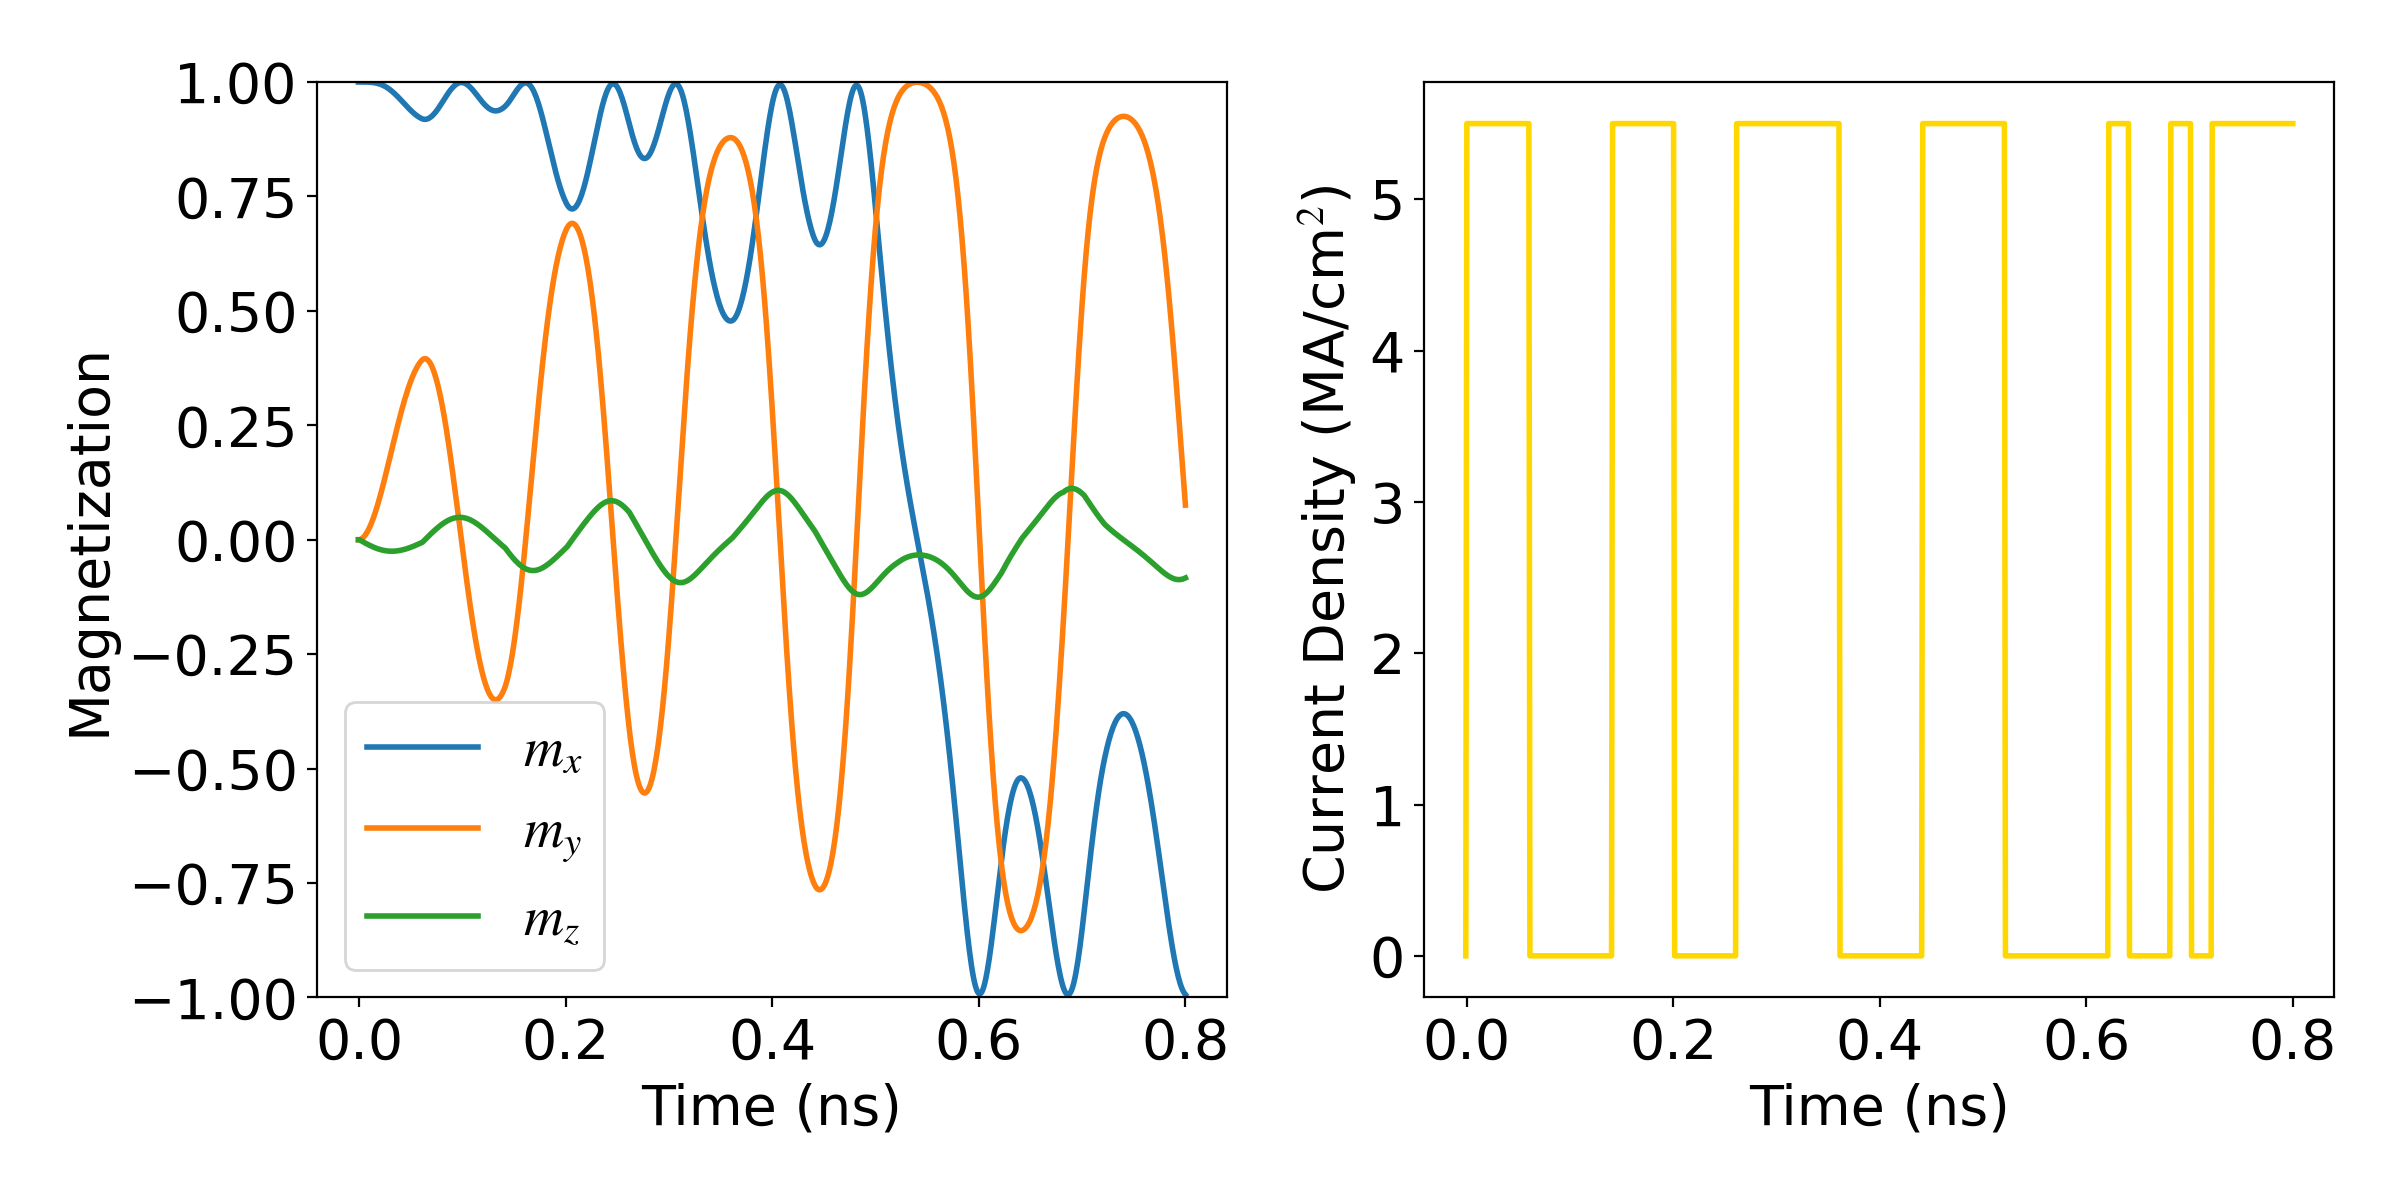 Magnetization
1.00
0.75
0.50
0.25
0.00
−0.25
−0.50
−0.75
−1.00
m_x
m_y
m_z
0.0 0.2 0.4 0.6 0.8
Time (ns)
Current Density (MA/cm²)
5
4
3
2
1
0
0.0 0.2 0.4 0.6 0.8
Time (ns)